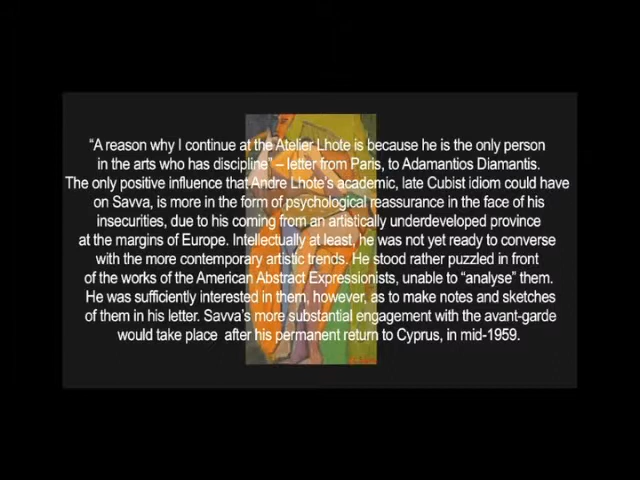 “A reason why I continue at the Atelier Lhote is because he is the only person
in the arts who has discipline” – letter from Paris, to Adamantios Diamantis.
The only positive influence that Andre Lhote’s academic, late Cubist idiom could have
on Savva, is more in the form of psychological reassurance in the face of his
insecurities, due to his coming from an artistically underdeveloped province
at the margins of Europe. Intellectually at least, he was not yet ready to converse
with the more contemporary artistic trends. He stood rather puzzled in front
of the works of the American Abstract Expressionists, unable to “analyse” them.
He was sufficiently interested in them, however, as to make notes and sketches
of them in his letter. Savva’s more substantial engagement with the avant-garde
would take place after his permanent return to Cyprus, in mid-1959.